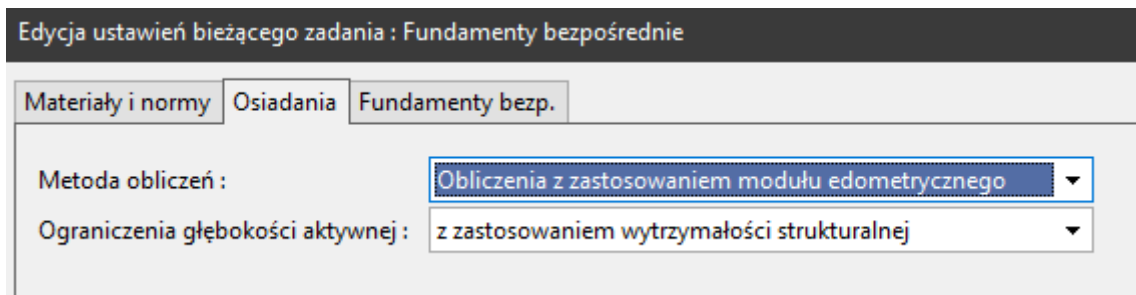 Edycja ustawień bieżącego zadania : Fundamenty bezpośrednie
Materiały i normy Osiadania Fundamenty bezp.
Metoda obliczeń : Obliczenia z zastosowaniem modułu edometrycznego
Ograniczenia głębokości aktywnej : z zastosowaniem wytrzymałości strukturalnej